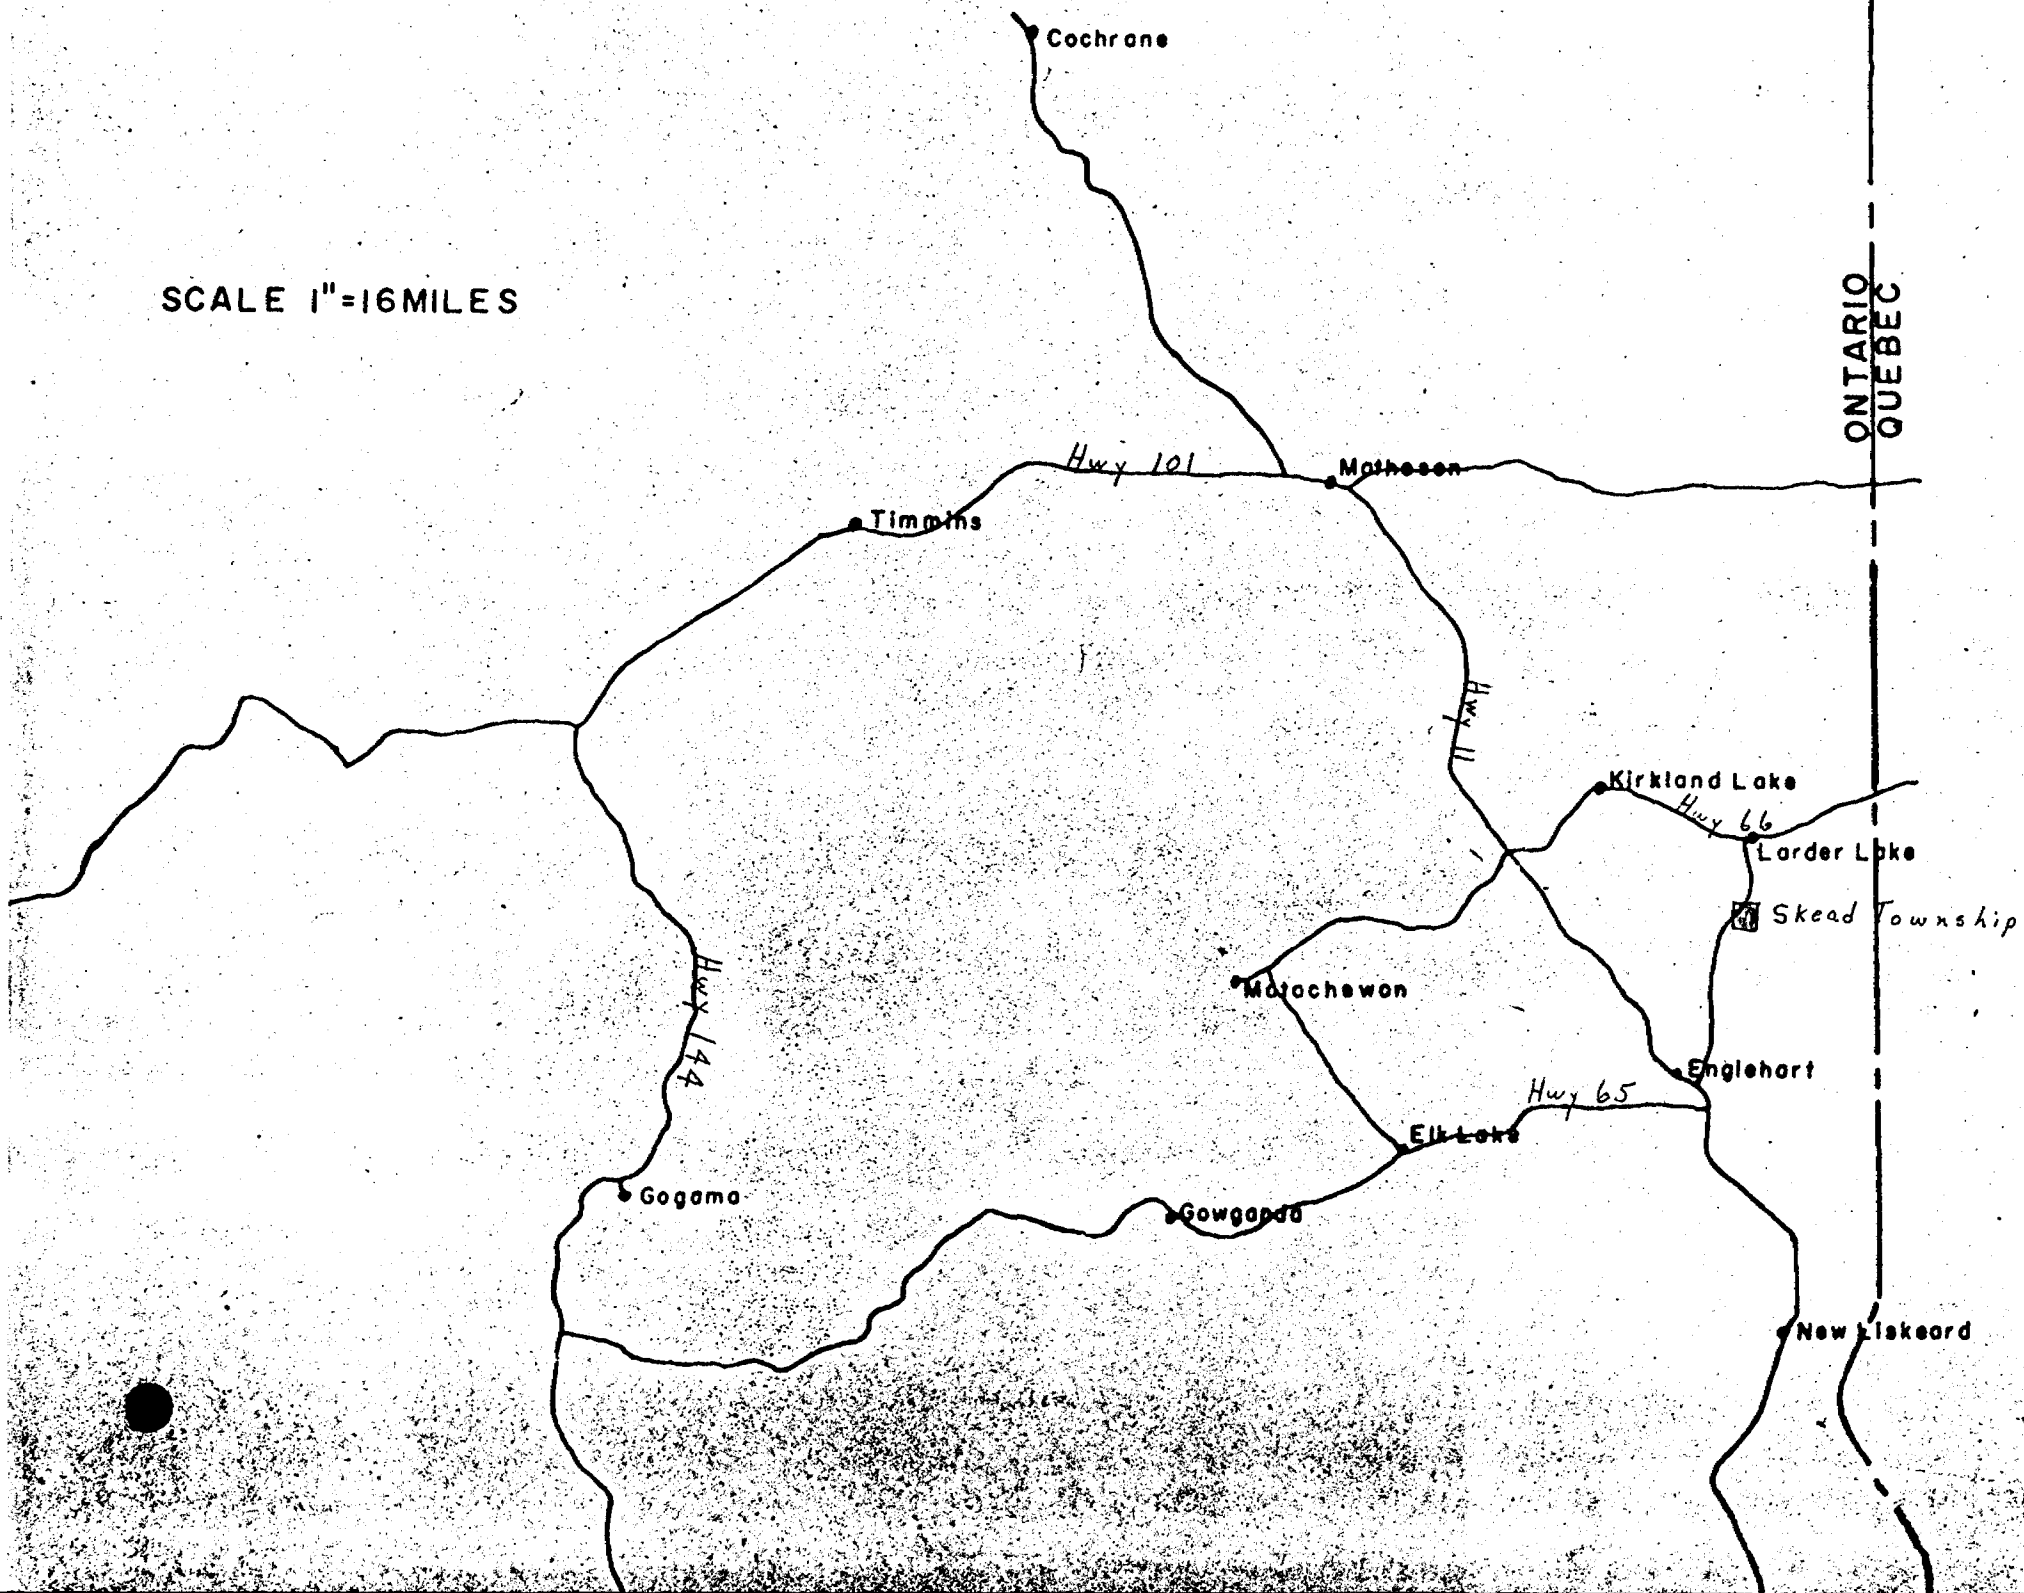 Cochrane
SCALE 1"=16MILES
ONTARIO
QUEBEC
Hwy 101
Matheson
Timmins
Hwy 11
Kirkland Lake
Hwy 66
Larder Lake
Skead Township
Hwy 144
Matachewan
Englehart
Hwy 65
Elk Lake
Gogama
Gowganda
New Liskeard